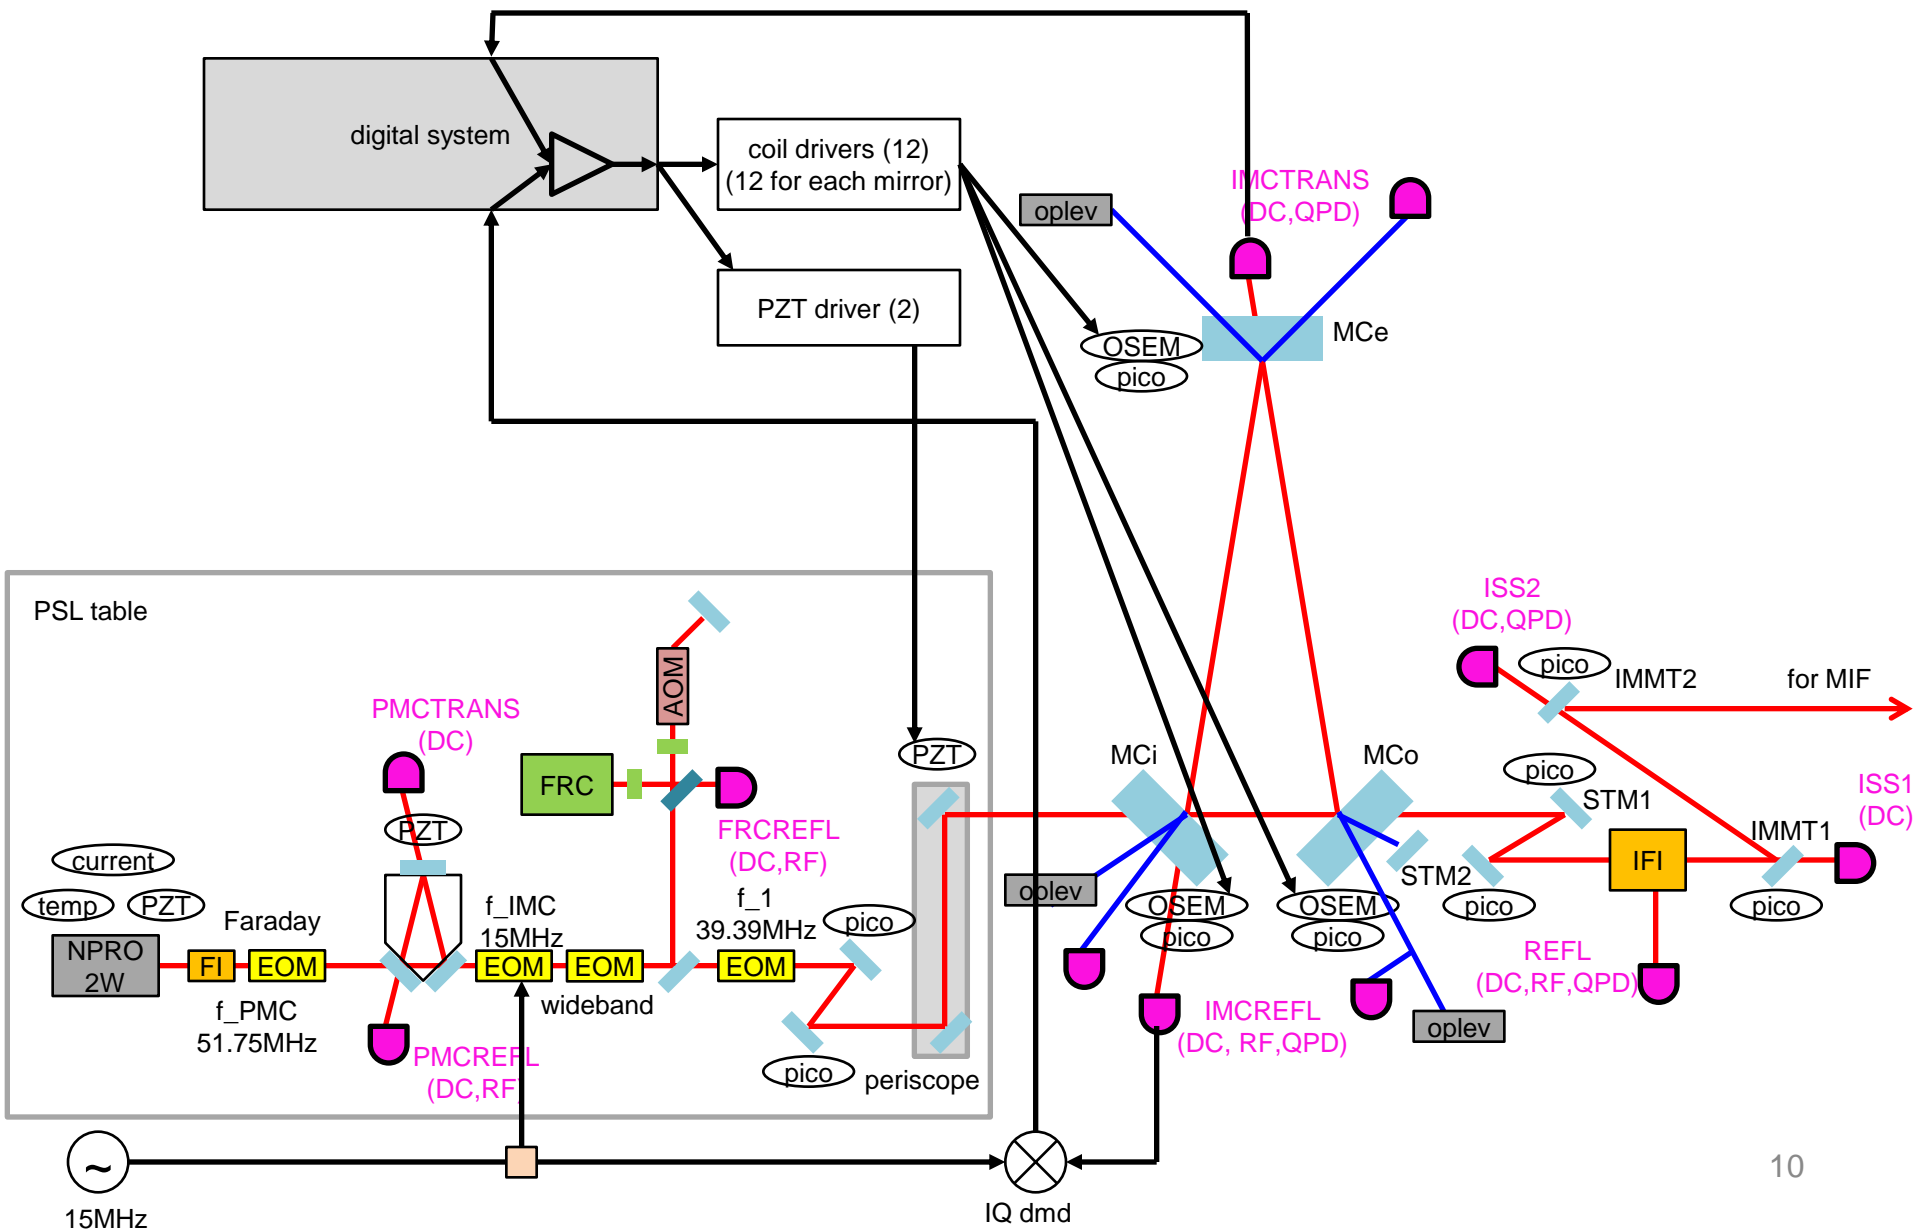 digital system
coil drivers (12)
(12 for each mirror)
PZT driver (2)
oplev
IMCTRANS
(DC,QPD)
MCe
OSEM
pico
PSL table
ISS2
(DC,QPD)
pico
IMMT2
for MIF
AOM
PMCTRANS
(DC)
PZT
MCi
MCo
pico
STM1
ISS1
(DC)
FRC
FRCREFL
(DC,RF)
PZT
IMMT1
IFI
current
temp
PZT
Faraday
NPRO
2W
FI
EOM
f_PMC
51.75MHz
f_IMC
15MHz
EOM
EOM
wideband
f_1
39.39MHz
EOM
pico
oplev
OSEM
pico
OSEM
pico
STM2
pico
pico
REFL
(DC,RF,QPD)
PMCREFL
(DC,RF)
pico
periscope
IMCREFL
(DC, RF,QPD)
oplev
~
15MHz
IQ dmd
10